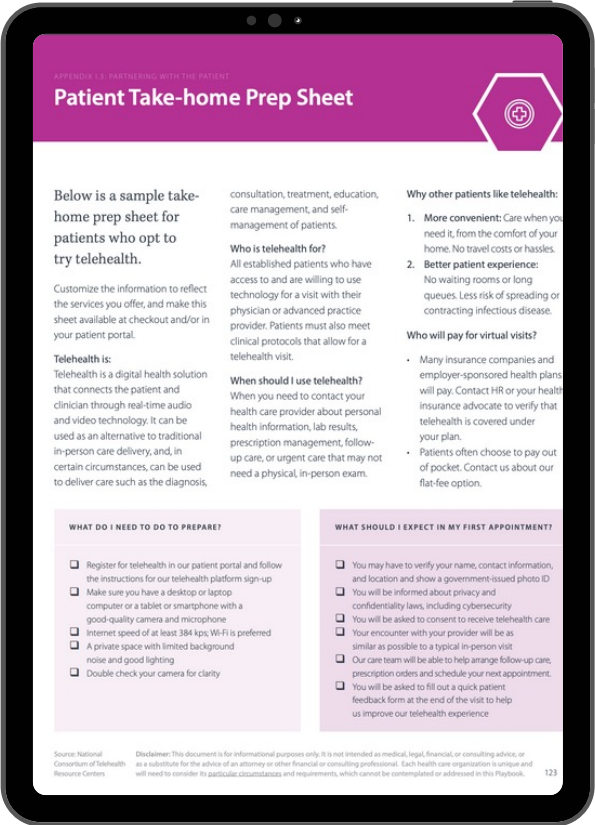 APPENDIX I.3: PARTNERING WITH THE PATIENT
Patient Take-home Prep Sheet
Below is a sample take-
home prep sheet for
patients who opt to
try telehealth.
Customize the information to reflect
the services you offer, and make this
sheet available at checkout and/or in
your patient portal.
Telehealth is:
Telehealth is a digital health solution
that connects the patient and
clinician through real-time audio
and video technology. It can be
used as an alternative to traditional
in-person care delivery, and, in
certain circumstances, can be used
to deliver care such as the diagnosis,
consultation, treatment, education,
care management, and self-
management of patients.
Who is telehealth for?
All established patients who have
access to and are willing to use
technology for a visit with their
physician or advanced practice
provider. Patients must also meet
clinical protocols that allow for a
telehealth visit.
When should I use telehealth?
When you need to contact your
health care provider about personal
health information, lab results,
prescription management, follow-
up care, or urgent care that may not
need a physical, in-person exam.
Why other patients like telehealth:
1. More convenient: Care when you
need it, from the comfort of your
home. No travel costs or hassles.
2. Better patient experience:
No waiting rooms or long
queues. Less risk of spreading or
contracting infectious disease.
Who will pay for virtual visits?
• Many insurance companies and
employer-sponsored health plans
will pay. Contact HR or your health
insurance advocate to verify that
telehealth is covered under
your plan.
• Patients often choose to pay out
of pocket. Contact us about our
flat-fee option.
WHAT DO I NEED TO DO TO PREPARE?
Register for telehealth in our patient portal and follow
the instructions for our telehealth platform sign-up
Make sure you have a desktop or laptop
computer or a tablet or smartphone with a
good-quality camera and microphone
Internet speed of at least 384 kps; Wi-Fi is preferred
A private space with limited background
noise and good lighting
Double check your camera for clarity
WHAT SHOULD I EXPECT IN MY FIRST APPOINTMENT?
You may have to verify your name, contact information,
and location and show a government-issued photo ID
You will be informed about privacy and
confidentiality laws, including cybersecurity
You will be asked to consent to receive telehealth care
Your encounter with your provider will be as
similar as possible to a typical in-person visit
Our care team will be able to help arrange follow-up care,
prescription orders and schedule your next appointment.
You will be asked to fill out a quick patient
feedback form at the end of the visit to help
us improve our telehealth experience
Source: National
Consortium of Telehealth
Resource Centers
Disclaimer: This document is for informational purposes only. It is not intended as medical, legal, financial, or consulting advice, or
as a substitute for the advice of an attorney or other financial or consulting professional. Each health care organization is unique and
will need to consider its particular circumstances and requirements, which cannot be contemplated or addressed in this Playbook.
123